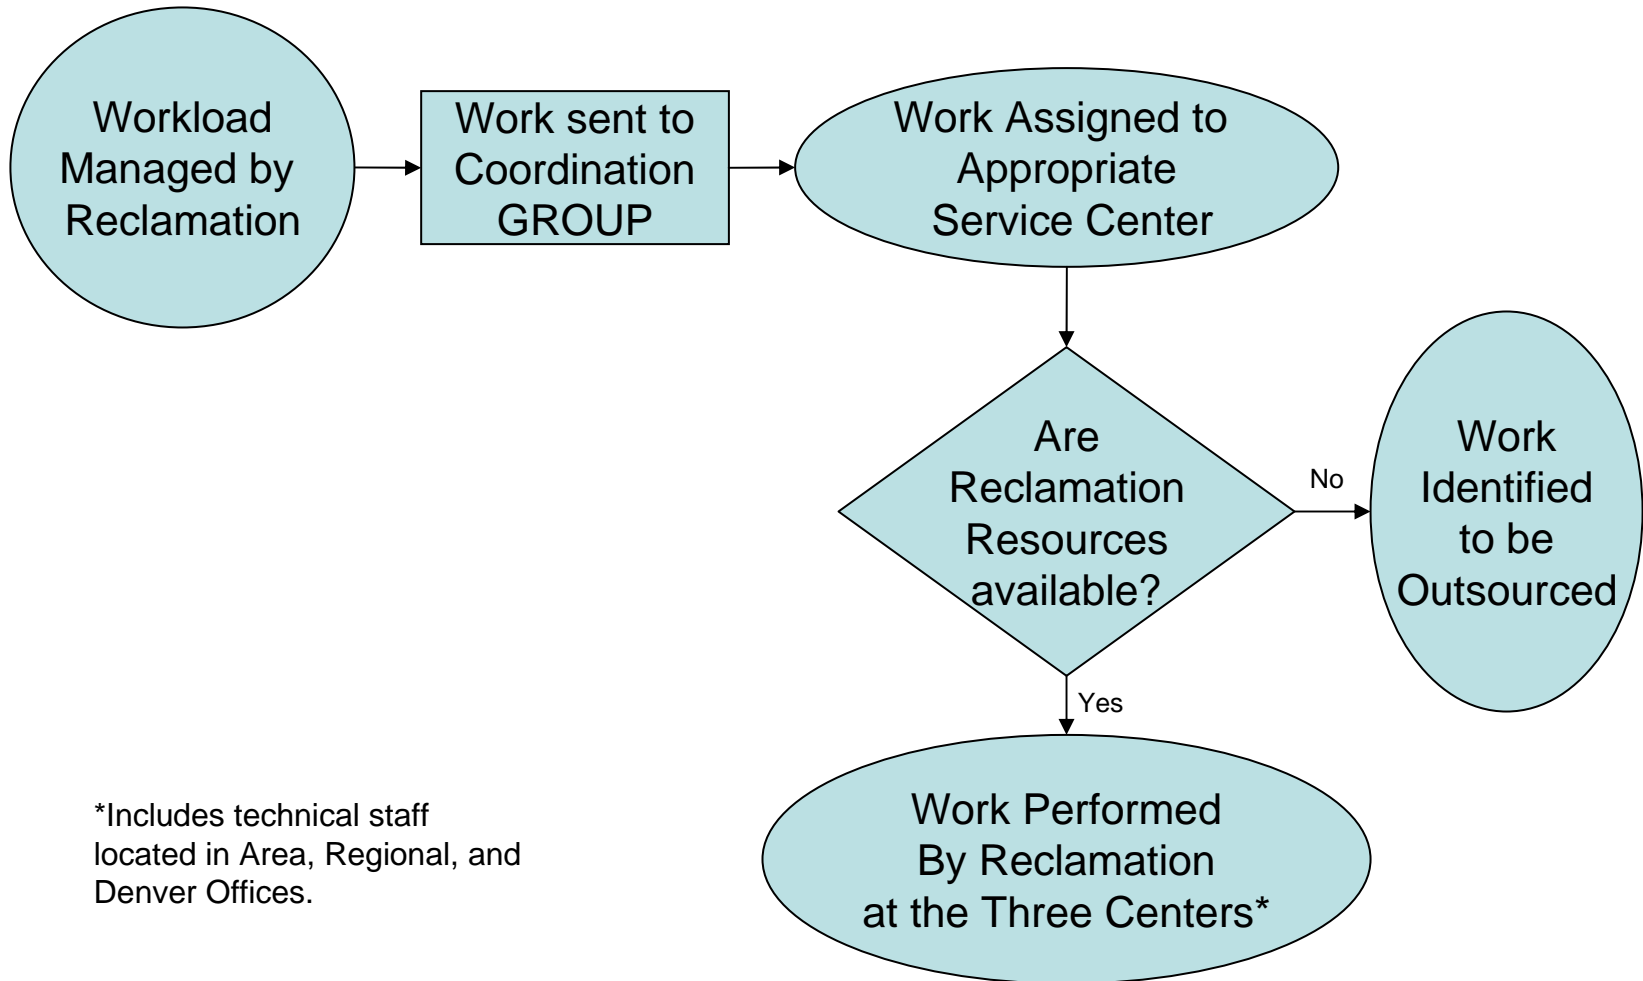 Workload
Managed by
Reclamation
Work sent to
Coordination
GROUP
Work Assigned to
Appropriate
Service Center
Are
Reclamation
Resources
available?
No
Work
Identified
to be
Outsourced
Yes
Work Performed
By Reclamation
at the Three Centers*
*Includes technical staff
located in Area, Regional, and
Denver Offices.